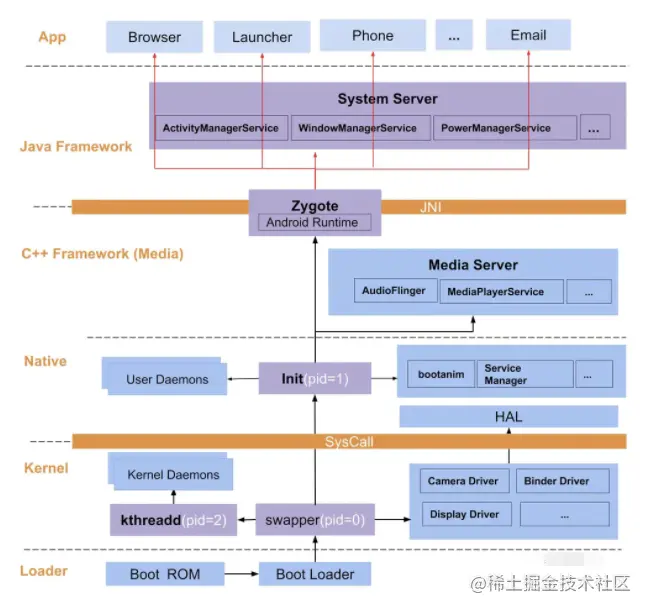 App
Browser
Launcher
Phone
...
Email
System Server
ActivityManagerService
WindowManagerService
PowerManagerService
...
Java Framework
Zygote
Android Runtime
JNI
C++ Framework (Media)
Media Server
AudioFlinger
MediaPlayerService
...
Native
User Daemons
Init(pid=1)
bootanim
Service
Manager
...
HAL
SysCall
Kernel
Kernel Daemons
Camera Driver
Binder Driver
kthreadd(pid=2)
swapper(pid=0)
Display Driver
...
Loader
Boot ROM
Boot Loader
@稀土掘金技术社区